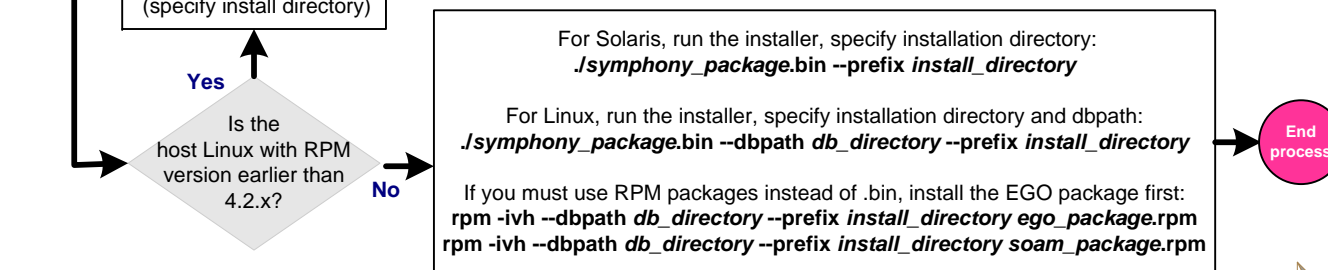 (specify install directory)
Yes
Is the
host Linux with RPM
version earlier than
4.2.x?
No
For Solaris, run the installer, specify installation directory:
./symphony_package.bin --prefix install_directory
For Linux, run the installer, specify installation directory and dbpath:
./symphony_package.bin --dbpath db_directory --prefix install_directory
If you must use RPM packages instead of .bin, install the EGO package first:
rpm -ivh --dbpath db_directory --prefix install_directory ego_package.rpm
rpm -ivh --dbpath db_directory --prefix install_directory soam_package.rpm
End
process